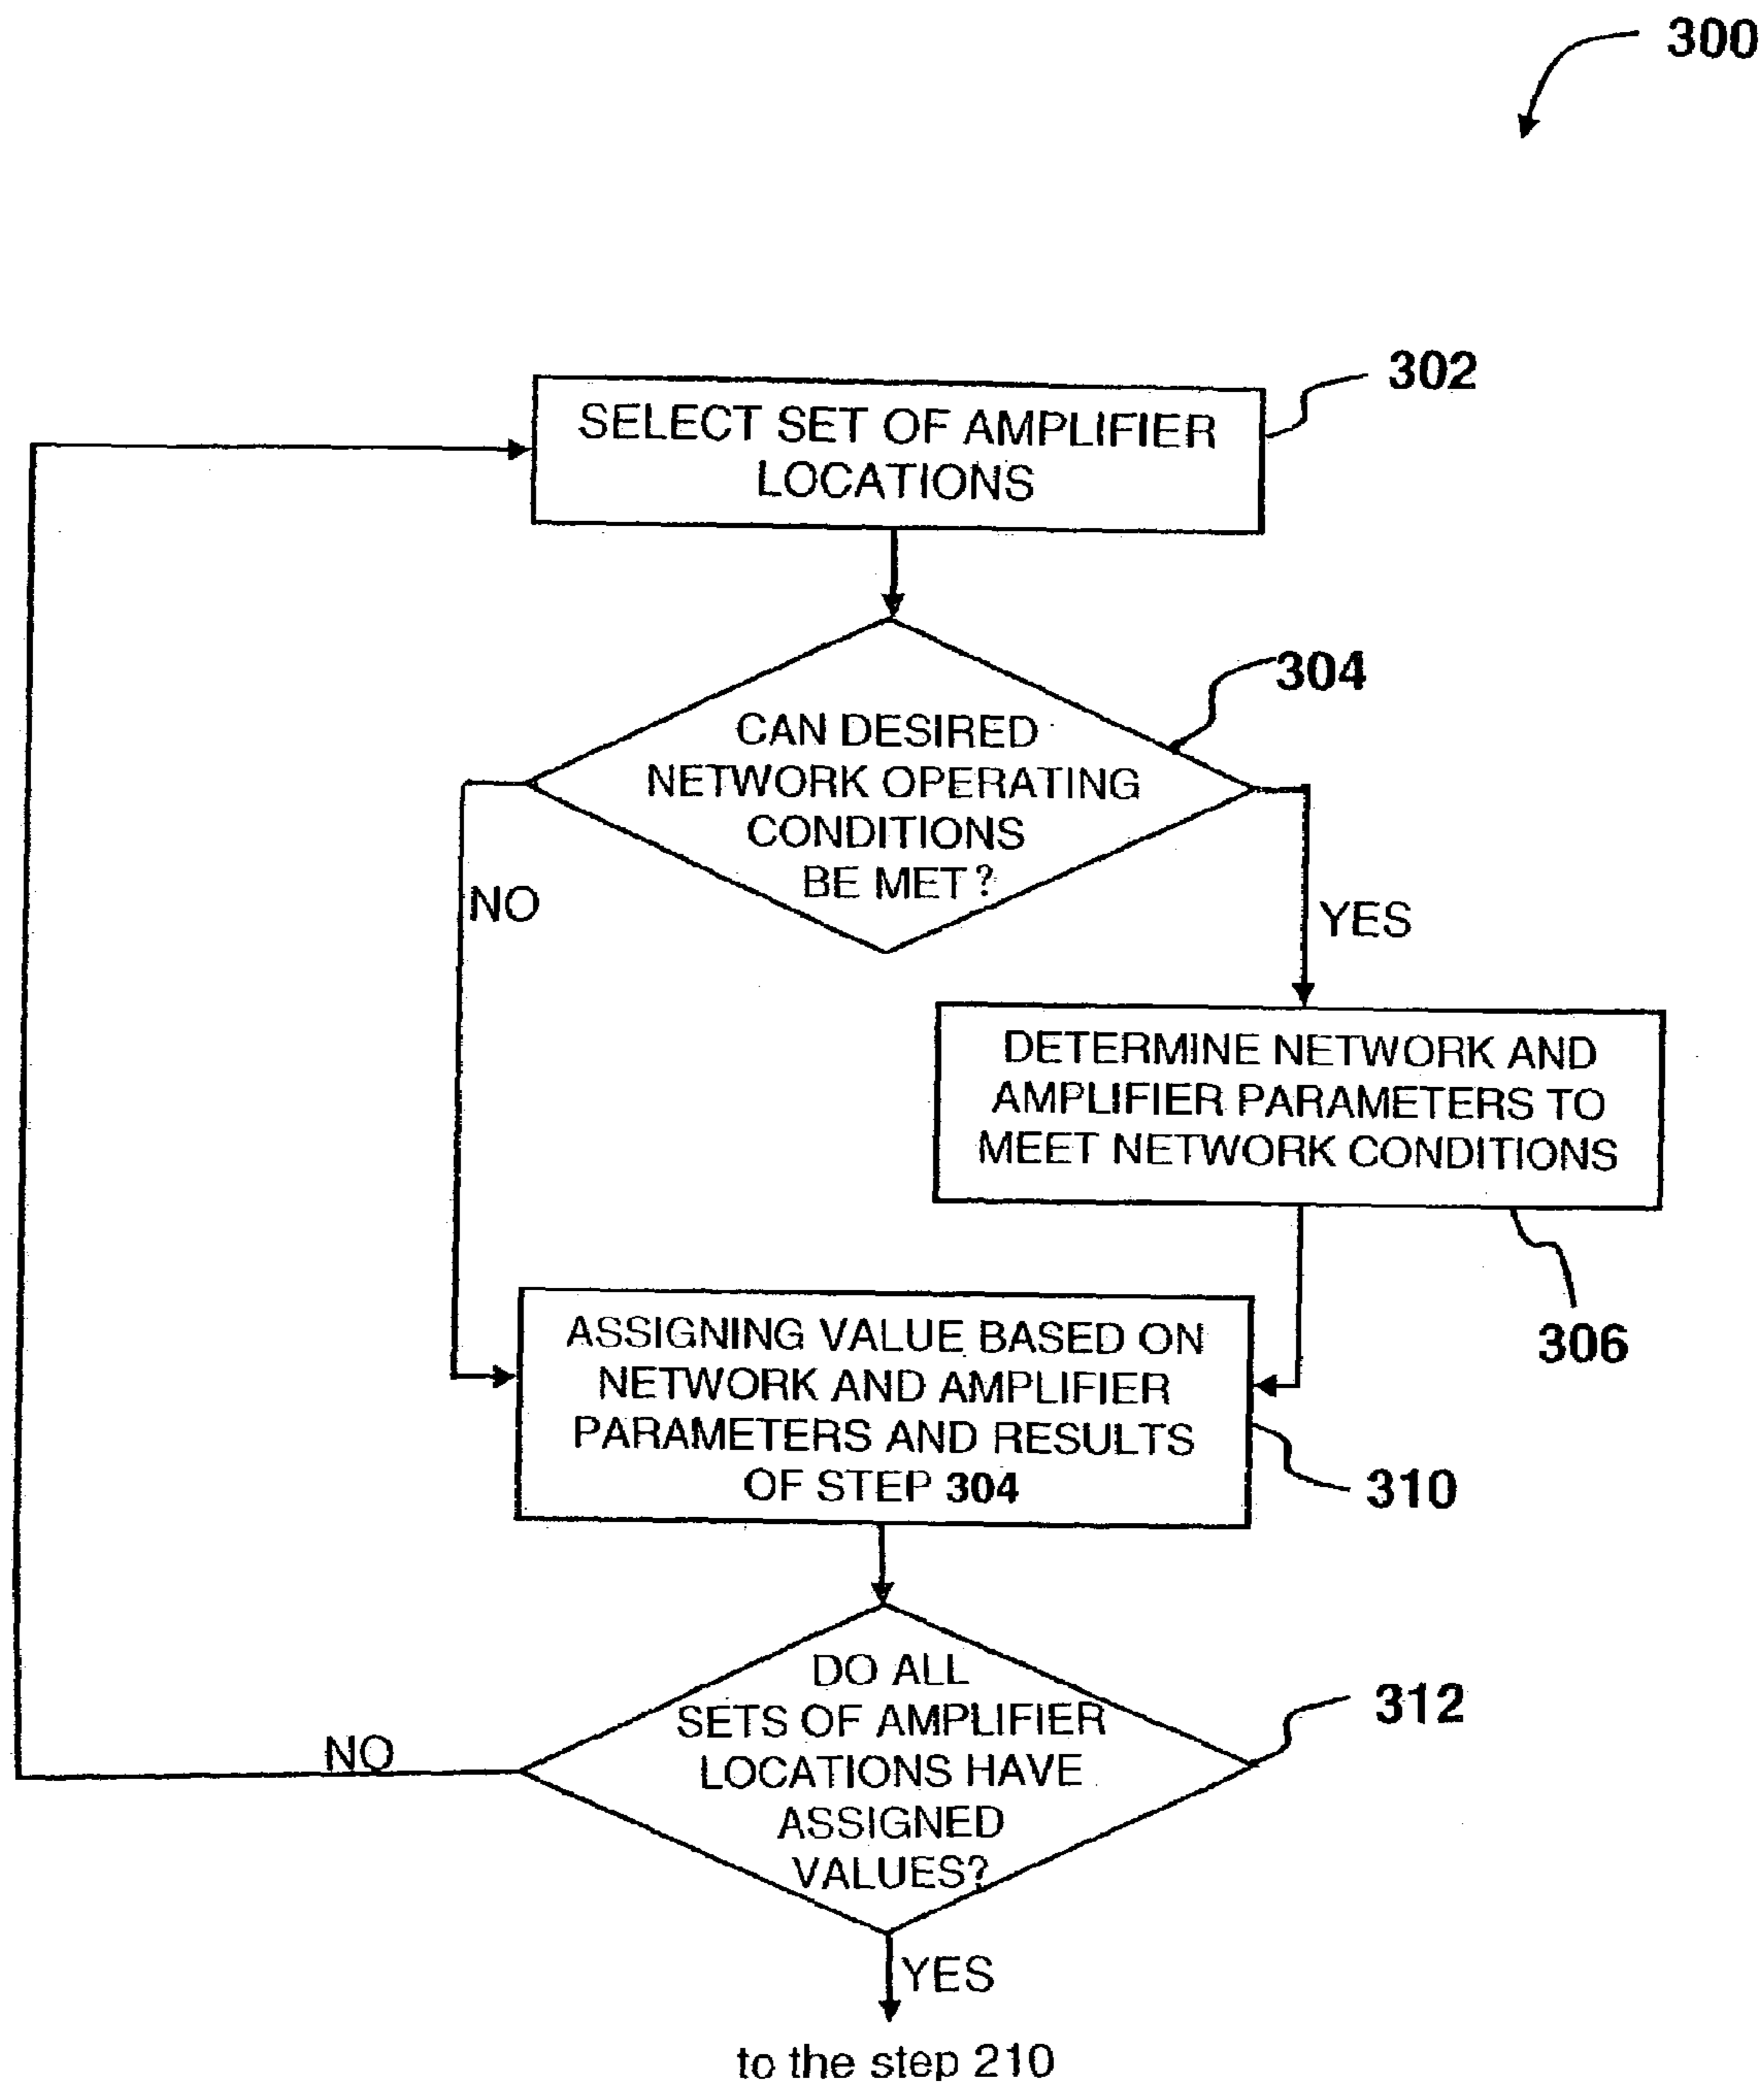 300
302
SELECT SET OF AMPLIFIER
LOCATIONS
304
CAN DESIRED
NETWORK OPERATING
CONDITIONS
BE MET?
NO
YES
DETERMINE NETWORK AND
AMPLIFIER PARAMETERS TO
MEET NETWORK CONDITIONS
306
ASSIGNING VALUE BASED ON
NETWORK AND AMPLIFIER
PARAMETERS AND RESULTS
OF STEP 304
310
DO ALL
SETS OF AMPLIFIER
LOCATIONS HAVE
ASSIGNED
VALUES?
312
NO
YES
to the step 210